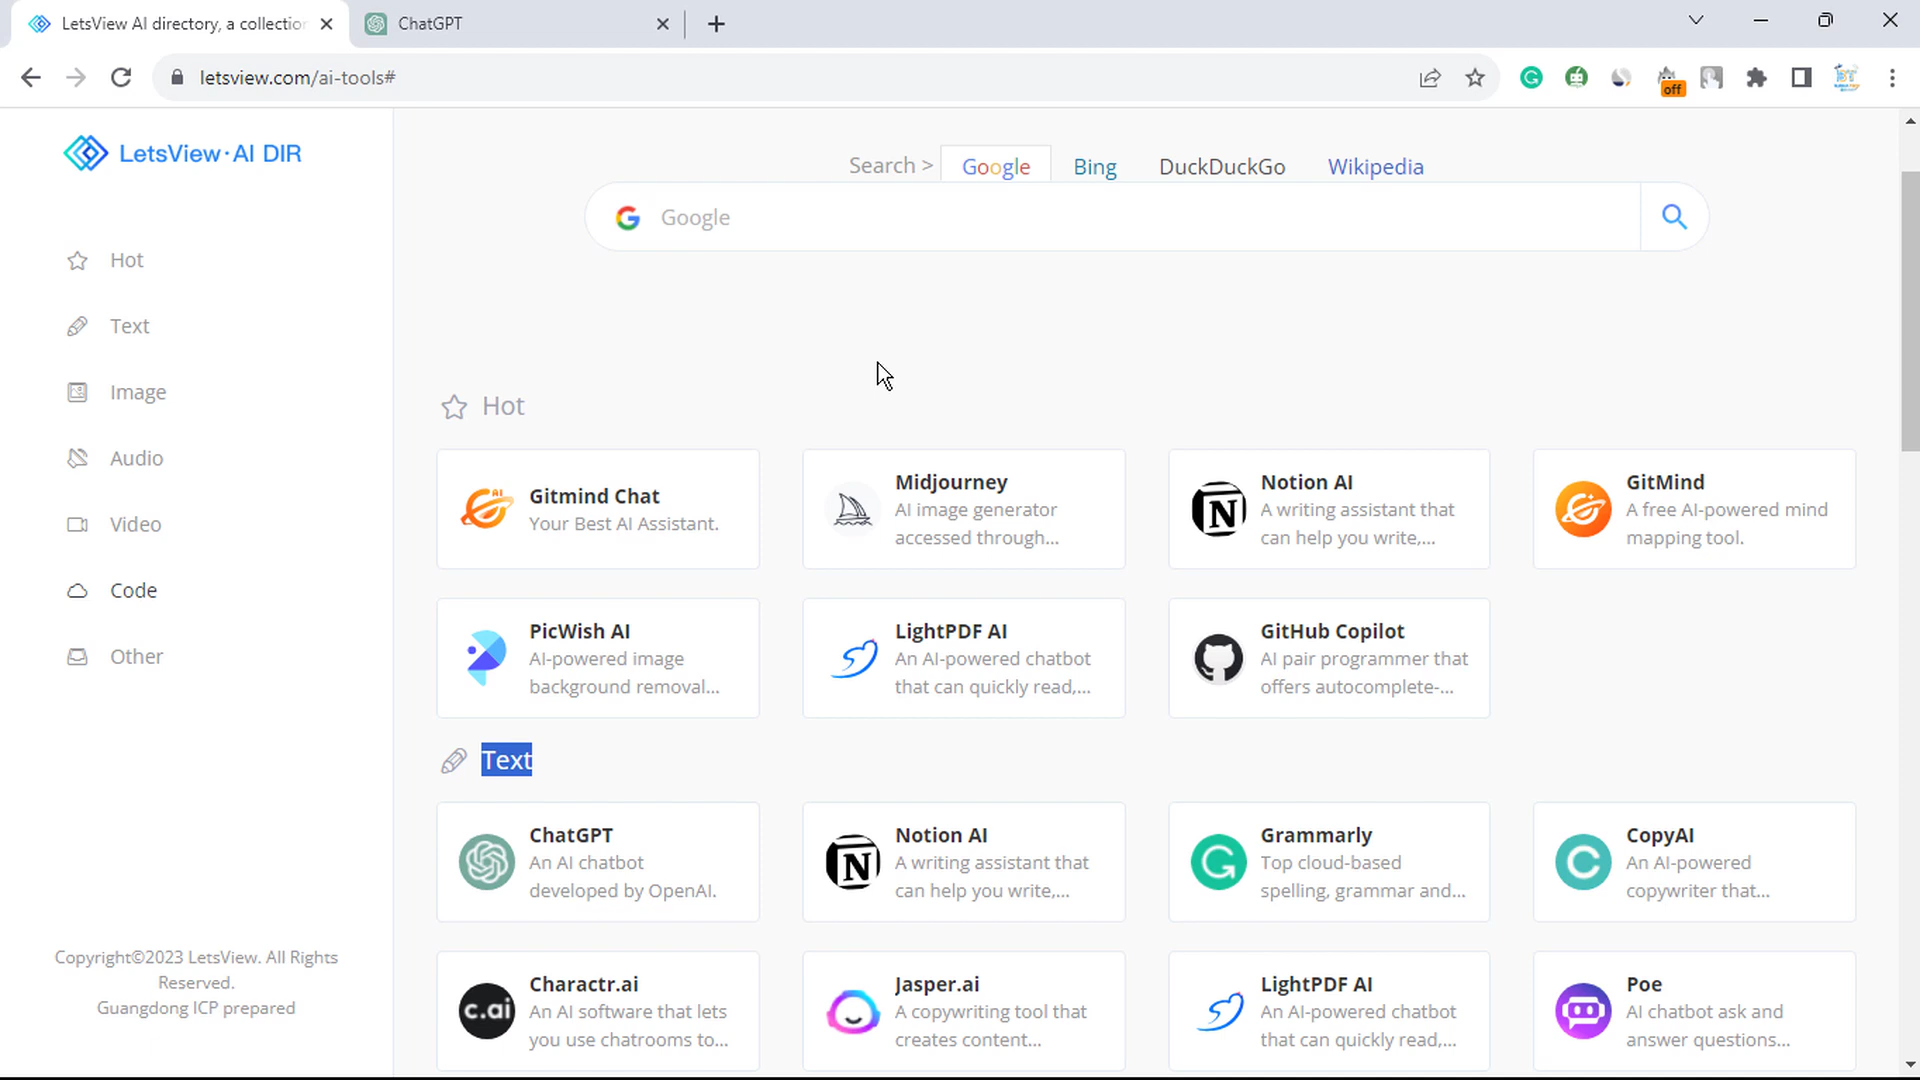 LetsView AI directory, a collection
ChatGPT
letsview.com/ai-tools#
off
LetsView·AI DIR
Hot
Text
Image
Audio
Video
Code
Other
Copyright©2023 LetsView. All Rights
Reserved.
Guangdong ICP prepared
Search > Google Bing DuckDuckGo Wikipedia
Google
Hot
Gitmind Chat
Your Best AI Assistant.
Midjourney
AI image generator
accessed through...
Notion AI
A writing assistant that
can help you write,...
GitMind
A free AI-powered mind
mapping tool.
PicWish AI
AI-powered image
background removal...
LightPDF AI
An AI-powered chatbot
that can quickly read,...
GitHub Copilot
AI pair programmer that
offers autocomplete-...
Text
ChatGPT
An AI chatbot
developed by OpenAI.
Notion AI
A writing assistant that
can help you write,...
Grammarly
Top cloud-based
spelling, grammar and...
CopyAI
An AI-powered
copywriter that...
c.ai
Charactr.ai
An AI software that lets
you use chatrooms to...
Jasper.ai
A copywriting tool that
creates content...
LightPDF AI
An AI-powered chatbot
that can quickly read,...
Poe
AI chatbot ask and
answer questions...